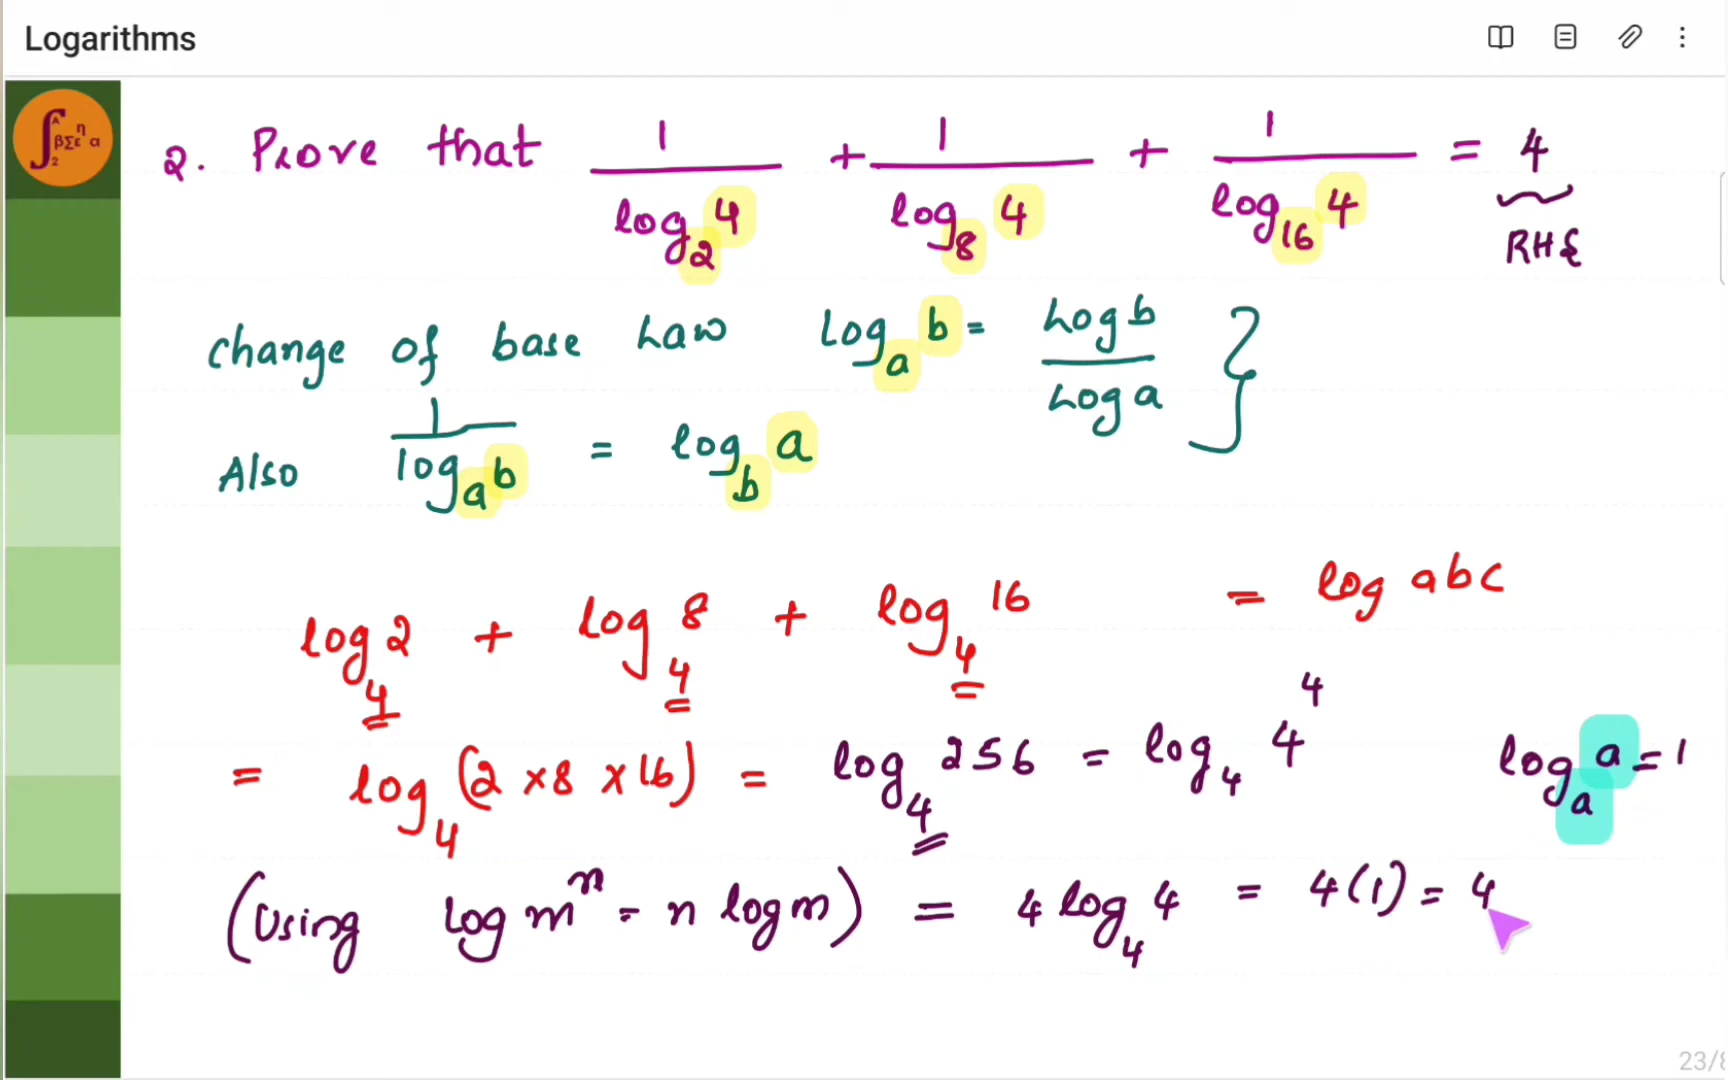 Logarithms
2. Prove that 1/log₂4 + 1/log₈4 + 1/log₁₆4 = 4
RHS
change of base Law logₐb = Log b/Log a
Also 1/logₐb = log_b a
log₄2 + log₄8 + log₄16 = log abc
= log₄(2×8×16) = log₄256 = log₄4⁴ logₐa = 1
(Using log mⁿ = n log m) = 4 log₄4 = 4(1) = 4
23/8